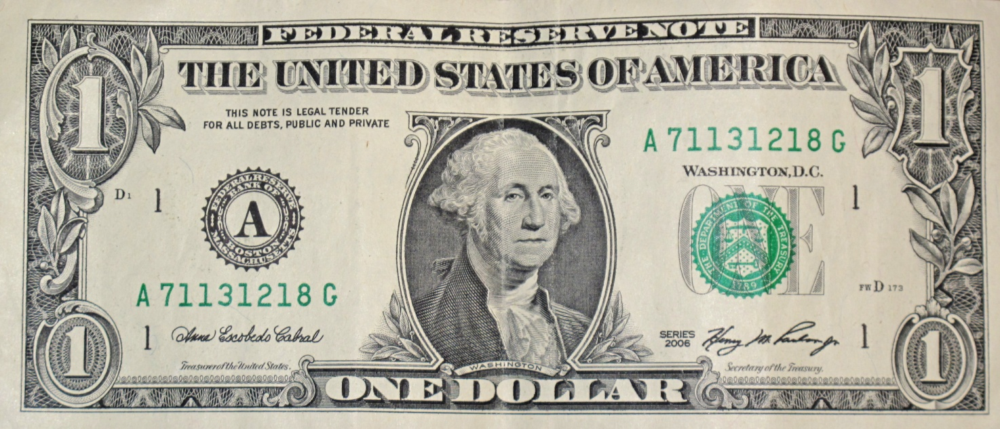 FEDERAL RESERVE NOTE
THE UNITED STATES OF AMERICA
1
1
THIS NOTE IS LEGAL TENDER
FOR ALL DEBTS, PUBLIC AND PRIVATE
A 71131218 G
WASHINGTON, D.C.
D1
1
FEDERAL RESERVE
BANK OF
A
BOSTON
MASSACHUSETTS
ONE
THE DEPARTMENT OF THE TREASURY
1789
1
A 71131218 G
FW D 173
1
Anna Escobedo Cabral
Treasurer of the United States.
SERIES
2006
Henry M. Paulson Jr
Secretary of the Treasury.
1
1
1
WASHINGTON
ONE DOLLAR